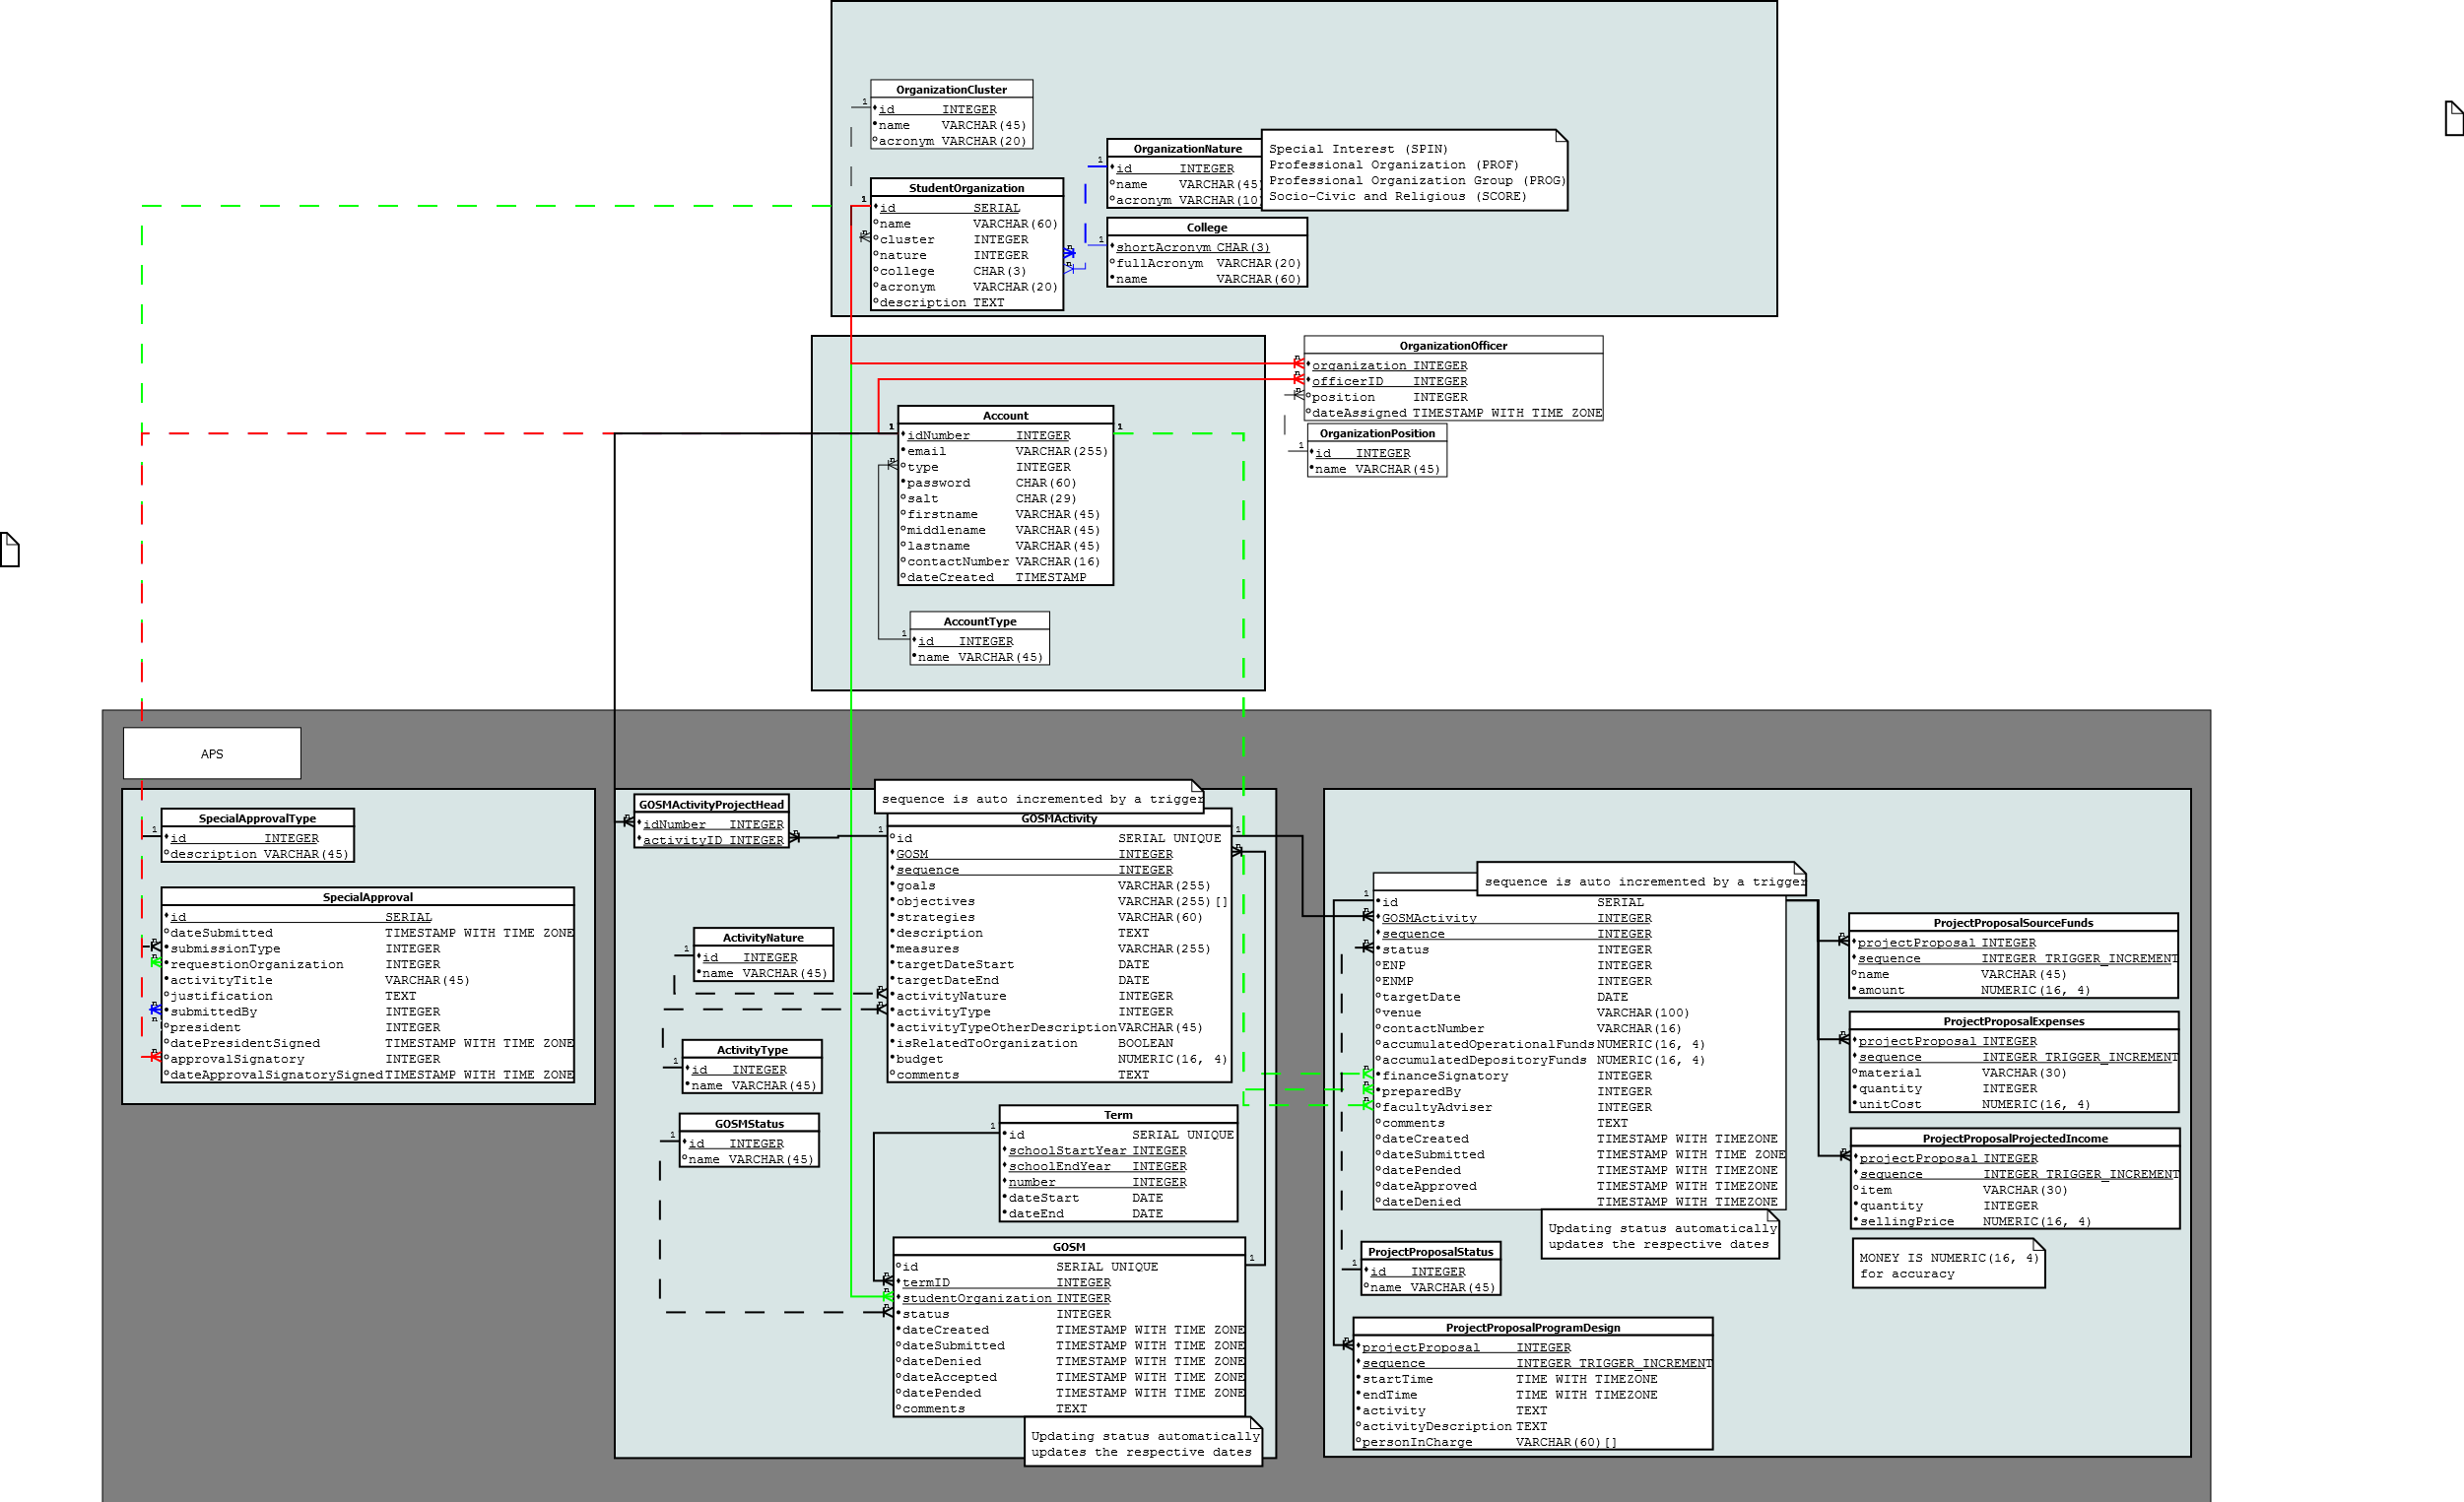 OrganizationCluster
1
id INTEGER
name VARCHAR(45)
acronym VARCHAR(20)
OrganizationNature
1
id INTEGER
name VARCHAR(45)
acronym VARCHAR(10)
Special Interest (SPIN)
Professional Organization (PROF)
Professional Organization Group (PROG)
Socio-Civic and Religious (SCORE)
StudentOrganization
1
id SERIAL
name VARCHAR(60)
cluster INTEGER
nature INTEGER
college CHAR(3)
acronym VARCHAR(20)
description TEXT
College
1
shortAcronym CHAR(3)
fullAcronym VARCHAR(20)
name VARCHAR(60)
OrganizationOfficer
organization INTEGER
officerID INTEGER
position INTEGER
dateAssigned TIMESTAMP WITH TIME ZONE
OrganizationPosition
1
id INTEGER
name VARCHAR(45)
Account
1
1
idNumber INTEGER
email VARCHAR(255)
type INTEGER
password CHAR(60)
salt CHAR(29)
firstname VARCHAR(45)
middlename VARCHAR(45)
lastname VARCHAR(45)
contactNumber VARCHAR(16)
dateCreated TIMESTAMP
AccountType
1
id INTEGER
name VARCHAR(45)
APS
SpecialApprovalType
1
id INTEGER
description VARCHAR(45)
SpecialApproval
id SERIAL
dateSubmitted TIMESTAMP WITH TIME ZONE
submissionType INTEGER
requestionOrganization INTEGER
activityTitle VARCHAR(45)
justification TEXT
submittedBy INTEGER
president INTEGER
datePresidentSigned TIMESTAMP WITH TIME ZONE
approvalSignatory INTEGER
dateApprovalSignatorySigned TIMESTAMP WITH TIME ZONE
GOSMActivityProjectHead
idNumber INTEGER
activityID INTEGER
sequence is auto incremented by a trigger
GOSMActivity
1
1
id SERIAL UNIQUE
GOSM INTEGER
sequence INTEGER
goals VARCHAR(255)
objectives VARCHAR(255)[]
strategies VARCHAR(60)
description TEXT
measures VARCHAR(255)
targetDateStart DATE
targetDateEnd DATE
activityNature INTEGER
activityType INTEGER
activityTypeOtherDescription VARCHAR(45)
isRelatedToOrganization BOOLEAN
budget NUMERIC(16, 4)
comments TEXT
ActivityNature
1
id INTEGER
name VARCHAR(45)
ActivityType
1
id INTEGER
name VARCHAR(45)
GOSMStatus
1
id INTEGER
name VARCHAR(45)
Term
1
id SERIAL UNIQUE
schoolStartYear INTEGER
schoolEndYear INTEGER
number INTEGER
dateStart DATE
dateEnd DATE
GOSM
1
id SERIAL UNIQUE
termID INTEGER
studentOrganization INTEGER
status INTEGER
dateCreated TIMESTAMP WITH TIME ZONE
dateSubmitted TIMESTAMP WITH TIME ZONE
dateDenied TIMESTAMP WITH TIME ZONE
dateAccepted TIMESTAMP WITH TIME ZONE
datePended TIMESTAMP WITH TIME ZONE
comments TEXT
Updating status automatically
updates the respective dates
sequence is auto incremented by a trigger
1
id SERIAL
GOSMActivity INTEGER
sequence INTEGER
status INTEGER
ENP INTEGER
ENMP INTEGER
targetDate DATE
venue VARCHAR(100)
contactNumber VARCHAR(16)
accumulatedOperationalFunds NUMERIC(16, 4)
accumulatedDepositoryFunds NUMERIC(16, 4)
financeSignatory INTEGER
preparedBy INTEGER
facultyAdviser INTEGER
comments TEXT
dateCreated TIMESTAMP WITH TIMEZONE
dateSubmitted TIMESTAMP WITH TIME ZONE
datePended TIMESTAMP WITH TIMEZONE
dateApproved TIMESTAMP WITH TIMEZONE
dateDenied TIMESTAMP WITH TIMEZONE
Updating status automatically
updates the respective dates
ProjectProposalStatus
1
id INTEGER
name VARCHAR(45)
ProjectProposalProgramDesign
projectProposal INTEGER
sequence INTEGER TRIGGER_INCREMENT
startTime TIME WITH TIMEZONE
endTime TIME WITH TIMEZONE
activity TEXT
activityDescription TEXT
personInCharge VARCHAR(60)[]
ProjectProposalSourceFunds
projectProposal INTEGER
sequence INTEGER TRIGGER_INCREMENT
name VARCHAR(45)
amount NUMERIC(16, 4)
ProjectProposalExpenses
projectProposal INTEGER
sequence INTEGER TRIGGER_INCREMENT
material VARCHAR(30)
quantity INTEGER
unitCost NUMERIC(16, 4)
ProjectProposalProjectedIncome
projectProposal INTEGER
sequence INTEGER TRIGGER_INCREMENT
item VARCHAR(30)
quantity INTEGER
sellingPrice NUMERIC(16, 4)
MONEY IS NUMERIC(16, 4)
for accuracy